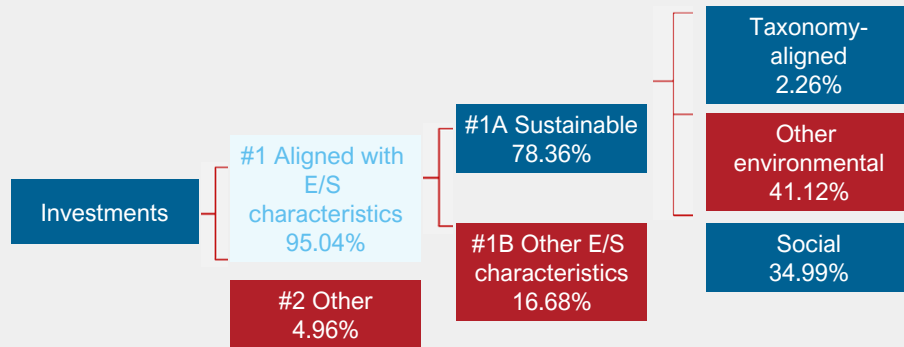 Investments
#1 Aligned with
E/S
characteristics
95.04%
#2 Other
4.96%
#1A Sustainable
78.36%
#1B Other E/S
characteristics
16.68%
Taxonomy-
aligned
2.26%
Other
environmental
41.12%
Social
34.99%